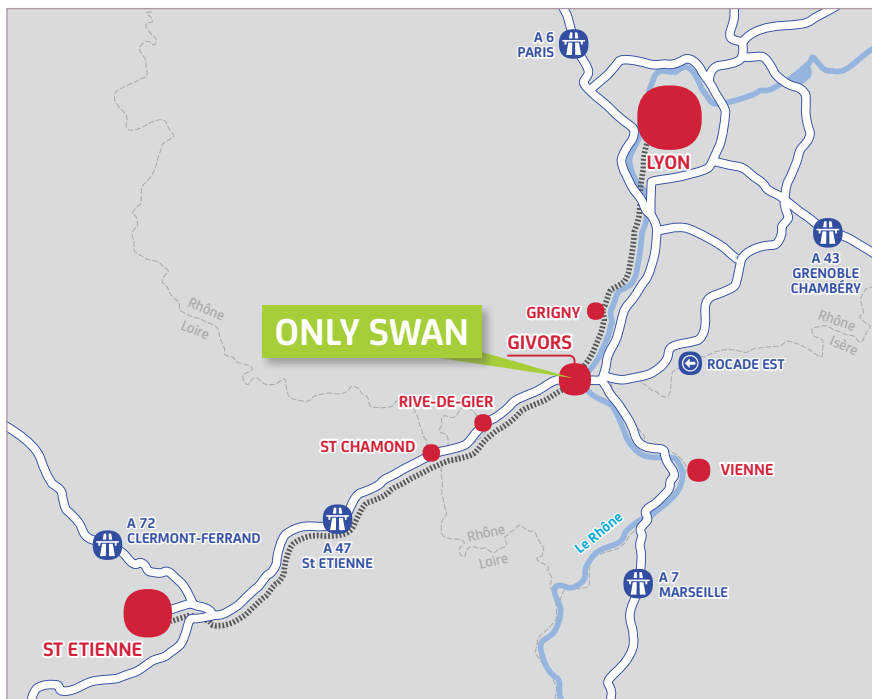 A 6
PARIS
LYON
A 43
GRENOBLE
CHAMBÉRY
Rhône
Loire
GRIGNY
ONLY SWAN
GIVORS
Rhône
Isère
ROCADE EST
RIVE-DE-GIER
ST CHAMOND
VIENNE
A 72
CLERMONT-FERRAND
A 47
St ETIENNE
Rhône
Loire
Le Rhône
A 7
MARSEILLE
ST ETIENNE